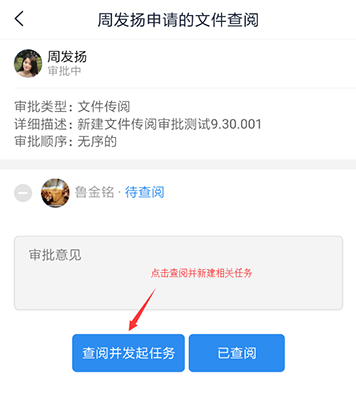 周发扬申请的文件查阅
周发扬
审批中
审批类型：文件传阅
详细描述：新建文件传阅审批测试9.30.001
审批顺序：无序的
鲁金铭 · 待查阅
审批意见
点击查阅并新建相关任务
查阅并发起任务 已查阅